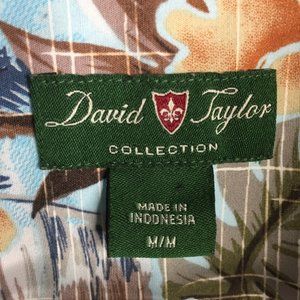 David Taylor
COLLECTION
MADE IN
INDONESIA
M/M